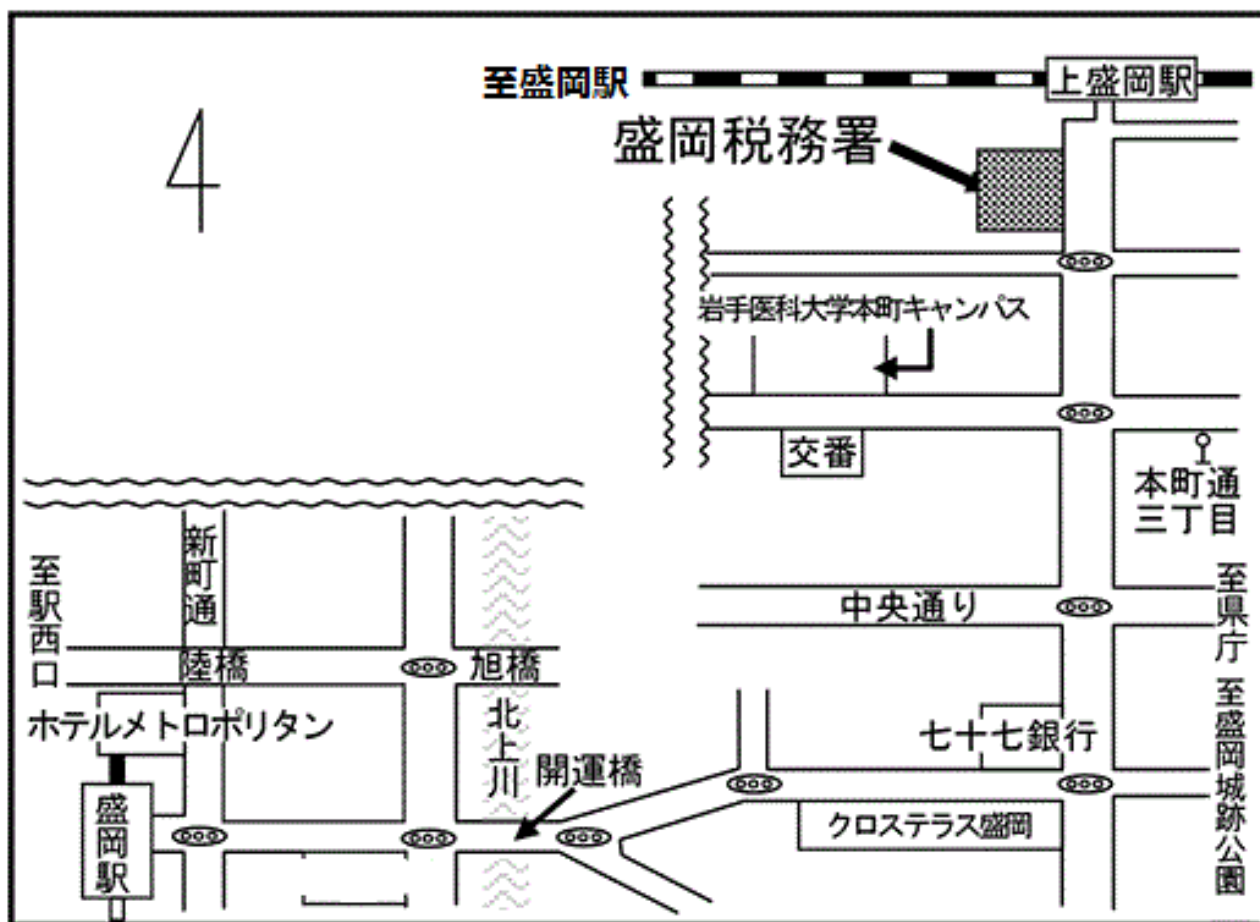 至盛岡駅
上盛岡駅
盛岡税務署
岩手医科大学本町キャンパス
交番
本町通
三丁目
新町通
至駅西口
中央通り
至県庁
陸橋
旭橋
至盛岡城跡公園
ホテルメトロポリタン
北上川
七十七銀行
開運橋
盛岡駅
クロステラス盛岡